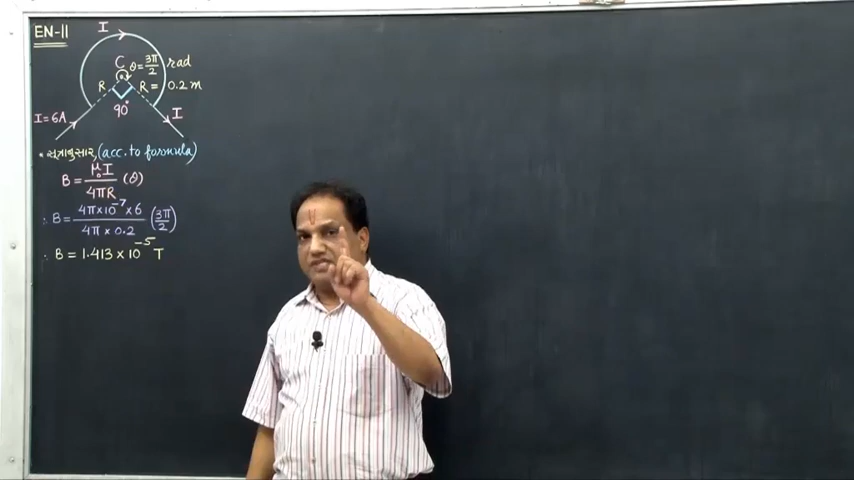 EN-11
I
C θ = 3π/2 rad
R R = 0.2 m
I = 6A 90° I
• सूत्रानुसार, (acc. to formula)
B = μ₀I/4πR (θ)
∴ B = 4π×10⁻⁷×6/4π × 0.2 (3π/2)
∴ B = 1.413 × 10⁻⁵ T